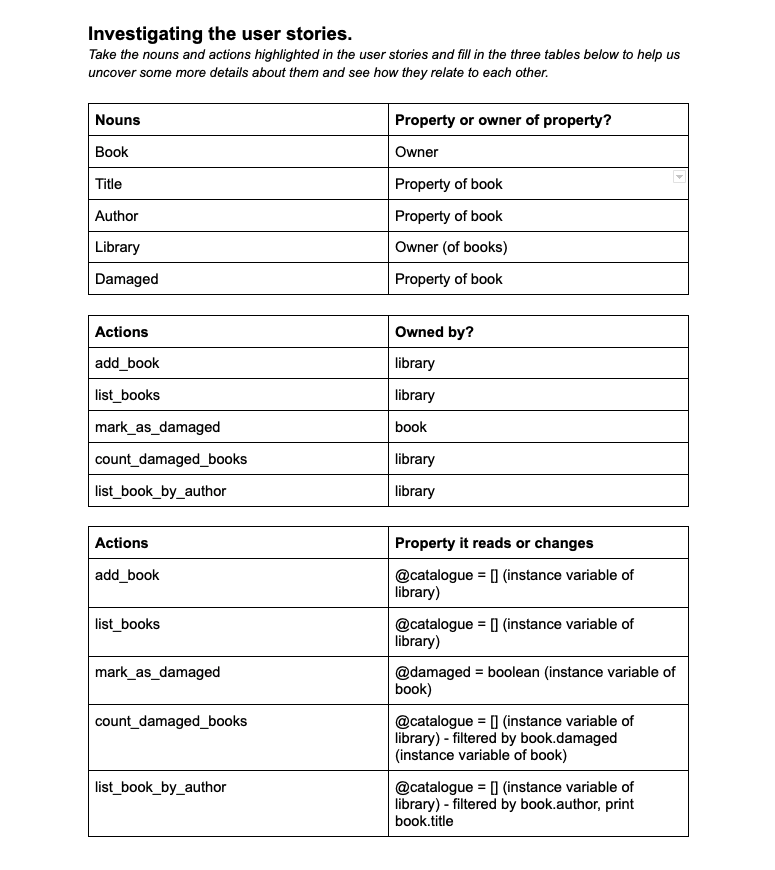 Investigating the user stories.
Take the nouns and actions highlighted in the user stories and fill in the three tables below to help us
uncover some more details about them and see how they relate to each other.
Nouns Property or owner of property?
Book Owner
Title Property of book
Author Property of book
Library Owner (of books)
Damaged Property of book
Actions Owned by?
add_book library
list_books library
mark_as_damaged book
count_damaged_books library
list_book_by_author library
Actions Property it reads or changes
add_book @catalogue = [] (instance variable of
library)
list_books @catalogue = [] (instance variable of
library)
mark_as_damaged @damaged = boolean (instance variable of
book)
count_damaged_books @catalogue = [] (instance variable of
library) - filtered by book.damaged
(instance variable of book)
list_book_by_author @catalogue = [] (instance variable of
library) - filtered by book.author, print
book.title